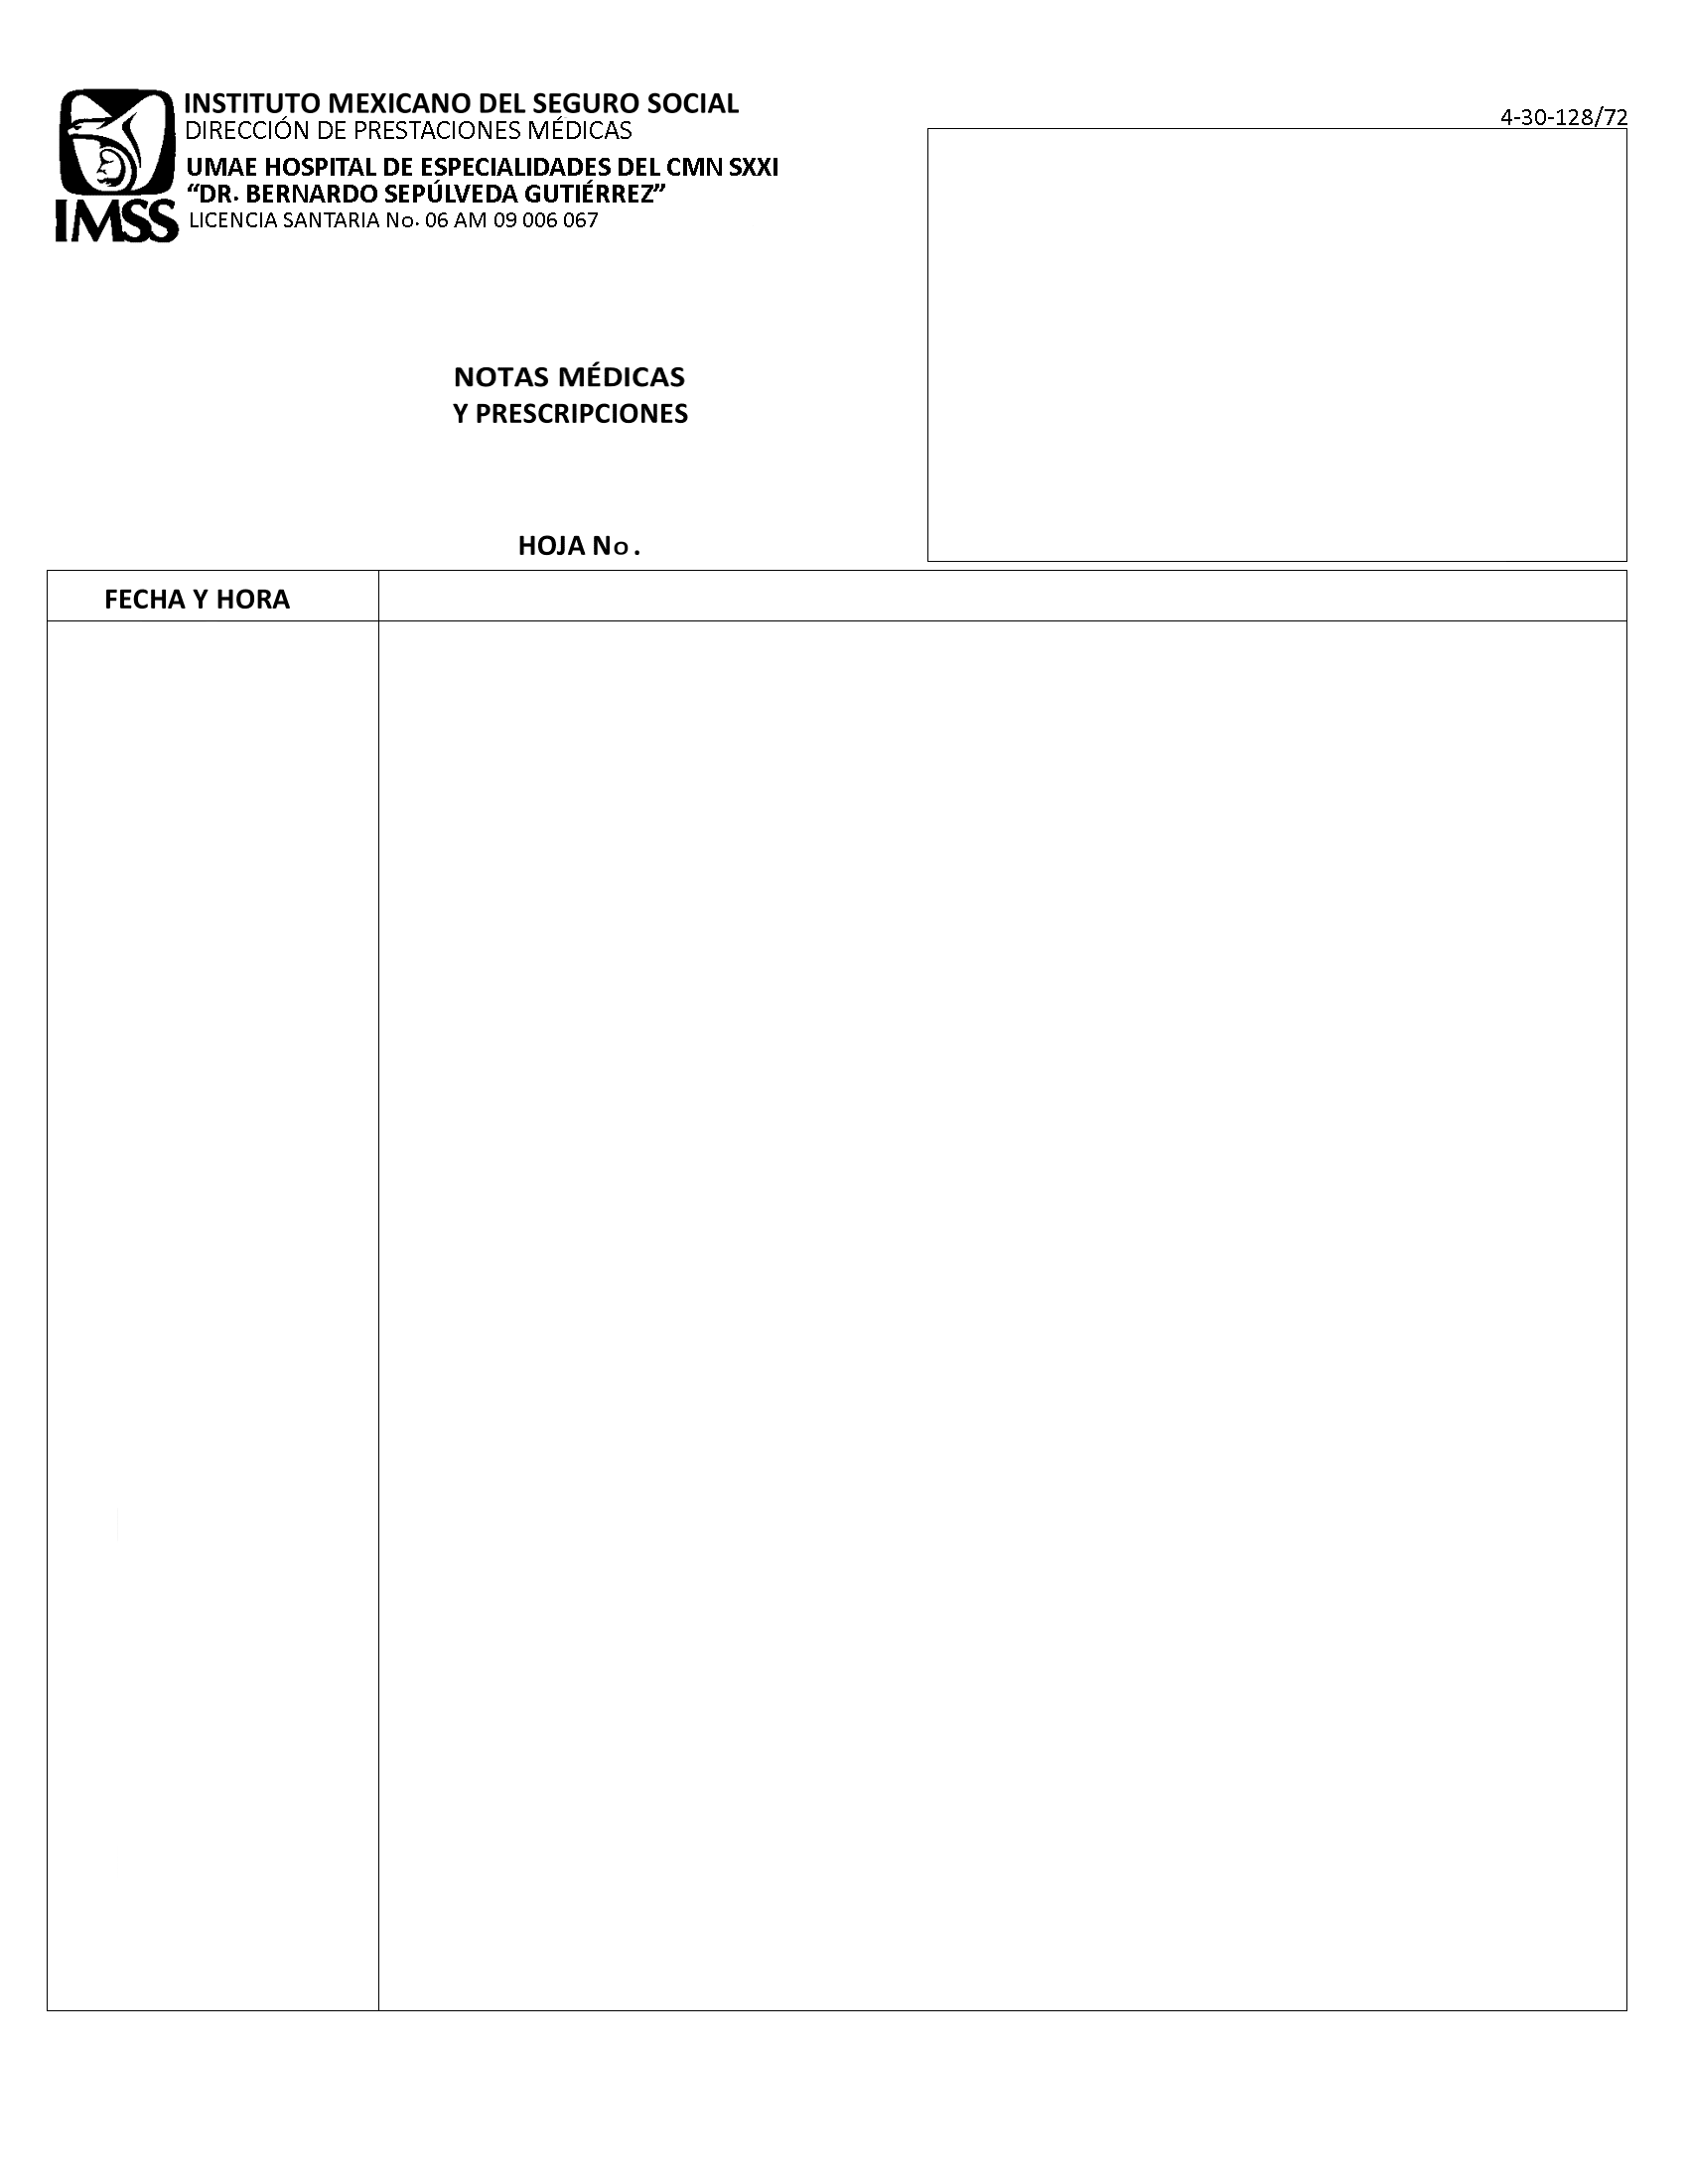 INSTITUTO MEXICANO DEL SEGURO SOCIAL
DIRECCIÓN DE PRESTACIONES MÉDICAS
UMAE HOSPITAL DE ESPECIALIDADES DEL CMN SXXI
“DR. BERNARDO SEPÚLVEDA GUTIÉRREZ”
LICENCIA SANTARIA No. 06 AM 09 006 067
IMSS
4-30-128/72
NOTAS MÉDICAS
Y PRESCRIPCIONES
HOJA No.
FECHA Y HORA